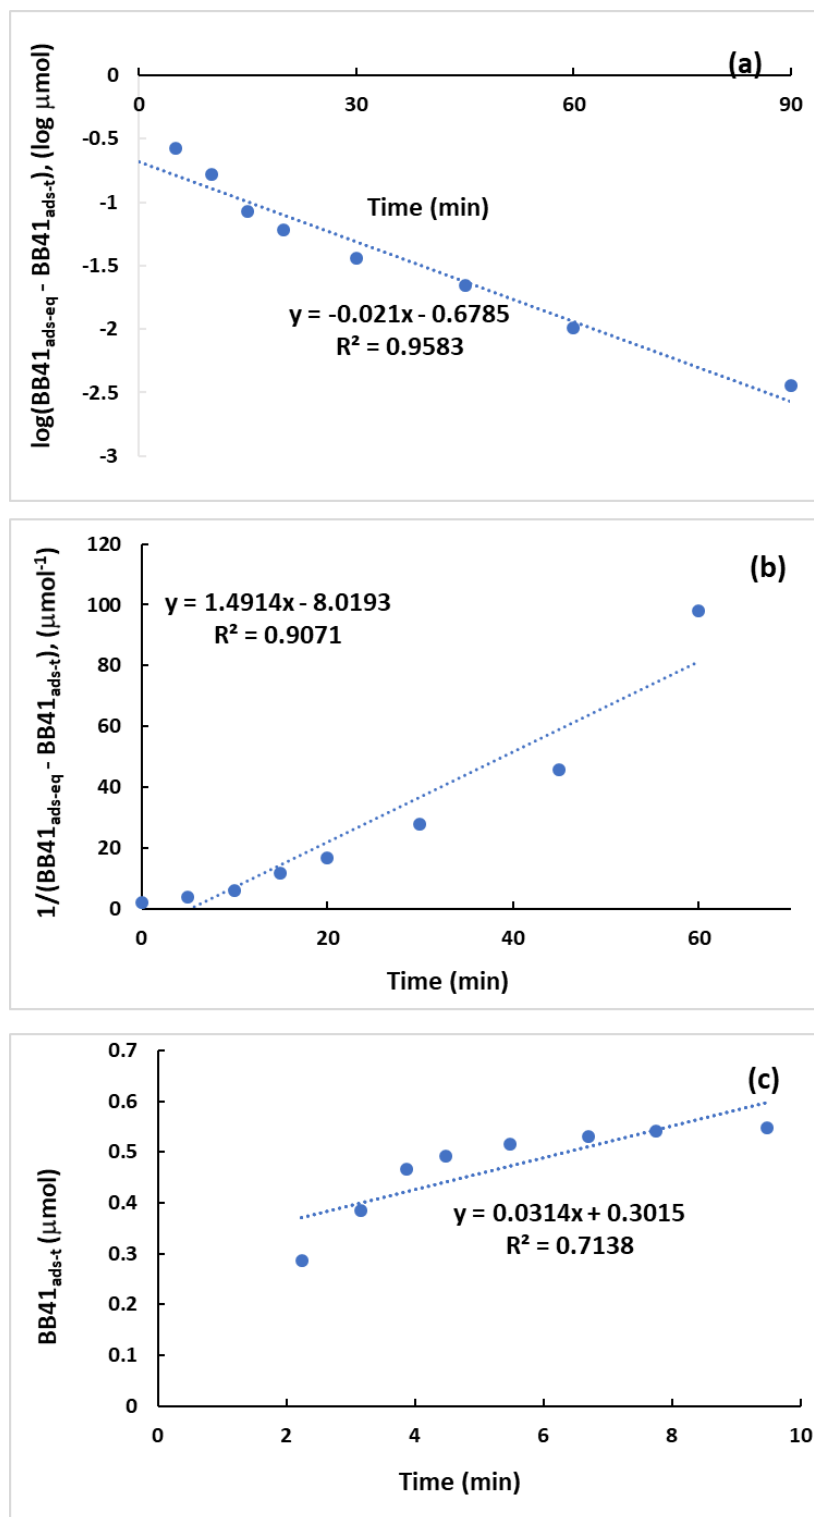 (a)
0
0
30
60
90
-0.5
-1
-1.5
-2
-2.5
-3
log(BB41ads-eq - BB41ads-t), (log μmol)
Time (min)
y = -0.021x - 0.6785
R² = 0.9583
(b)
120
100
80
60
40
20
0
1/(BB41ads-eq - BB41ads-t), (μmol-1)
y = 1.4914x - 8.0193
R² = 0.9071
0
20
40
60
Time (min)
(c)
0.7
0.6
0.5
0.4
0.3
0.2
0.1
0
BB41ads-t (μmol)
y = 0.0314x + 0.3015
R² = 0.7138
0
2
4
6
8
10
Time (min)